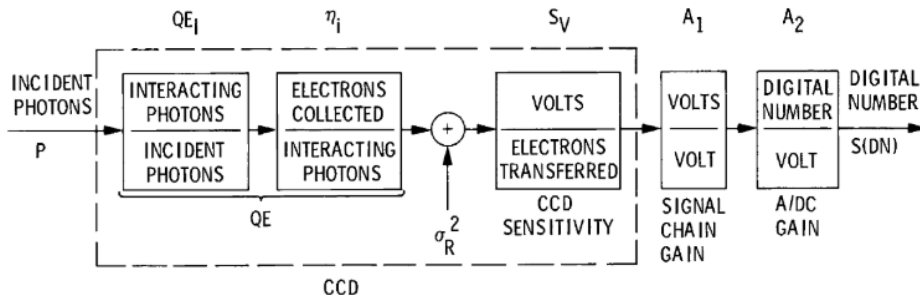 QE_I
η_i
S_V
A_1
A_2
INCIDENT
PHOTONS
P
INTERACTING
PHOTONS
INCIDENT
PHOTONS
ELECTRONS
COLLECTED
INTERACTING
PHOTONS
QE
+
σ_R^2
VOLTS
ELECTRONS
TRANSFERRED
CCD
SENSITIVITY
VOLTS
VOLT
SIGNAL
CHAIN
GAIN
DIGITAL
NUMBER
VOLT
A/DC
GAIN
DIGITAL
NUMBER
S(DN)
CCD